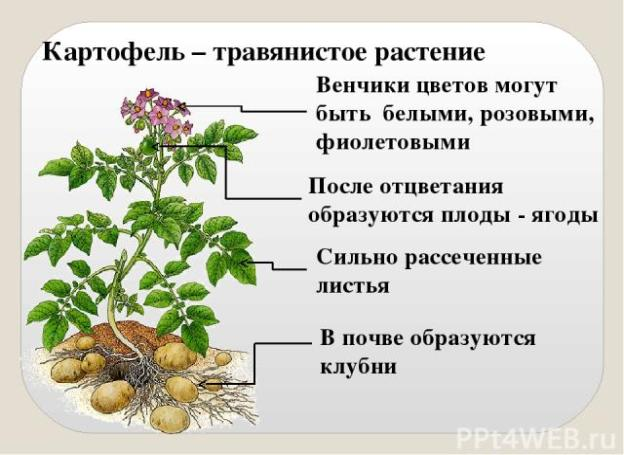 Картофель – травянистое растение
Венчики цветов могут
быть белыми, розовыми,
фиолетовыми
После отцветания
образуются плоды - ягоды
Сильно рассеченные
листья
В почве образуются
клубни
PPt4WEB.ru